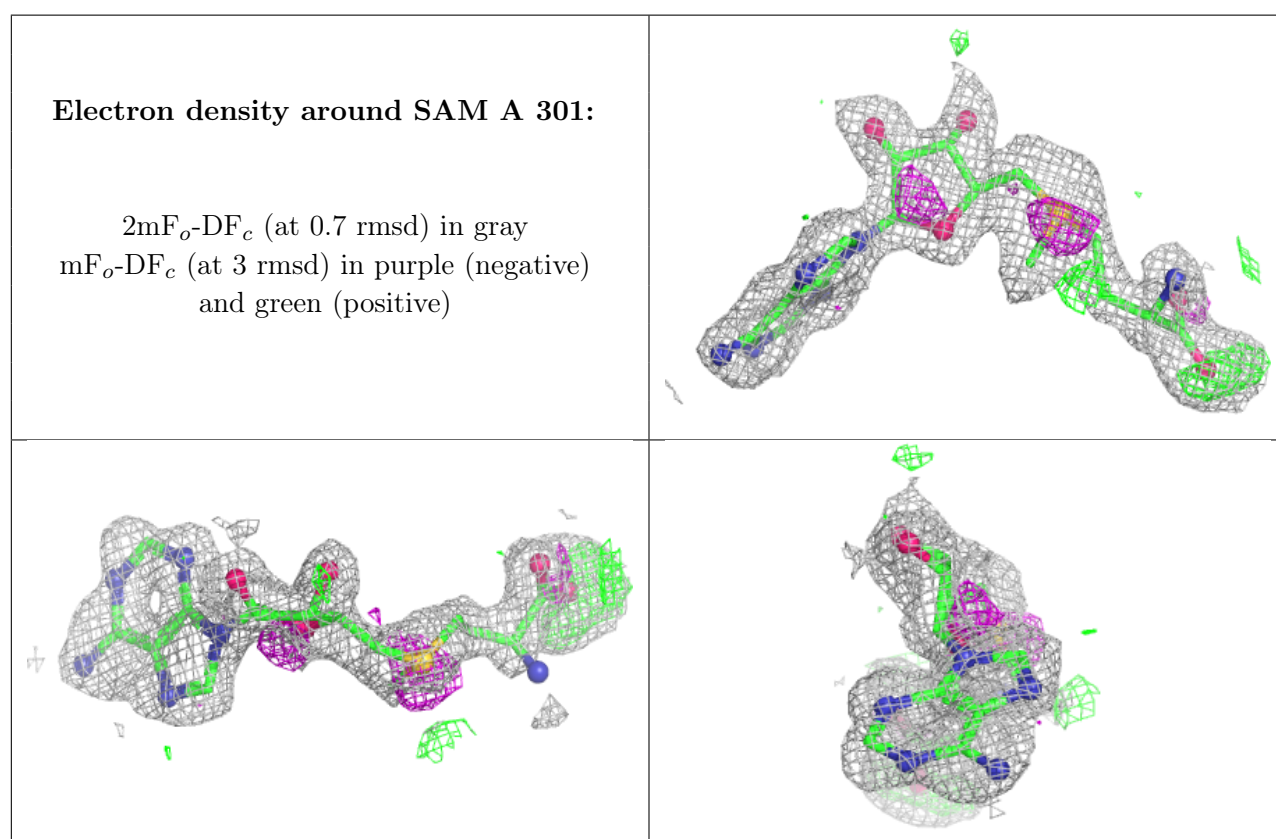 Electron density around SAM A 301:
2mFo-DFc (at 0.7 rmsd) in gray
mFo-DFc (at 3 rmsd) in purple (negative)
and green (positive)